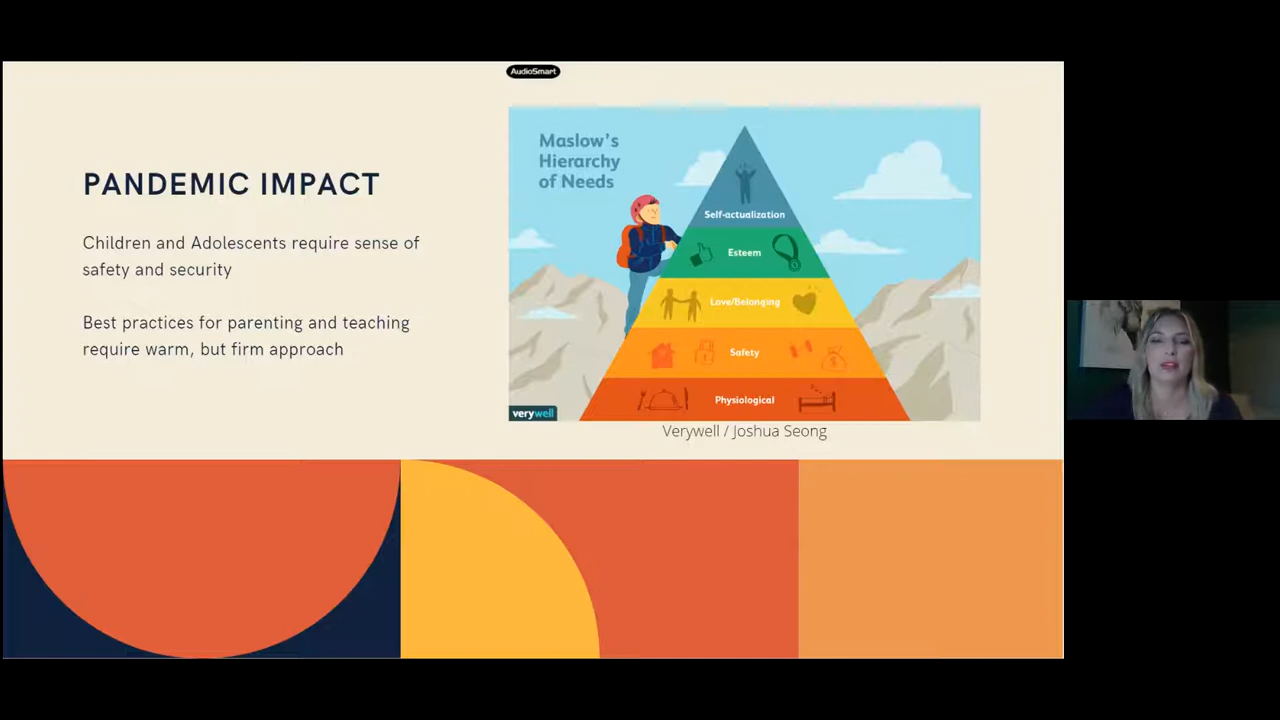 AudioSmart
PANDEMIC IMPACT
Children and Adolescents require sense of
safety and security
Best practices for parenting and teaching
require warm, but firm approach
Maslow's
Hierarchy
of Needs
Self-actualization
Esteem
Love/Belonging
Safety
$
Physiological
verywell
Verywell / Joshua Seong